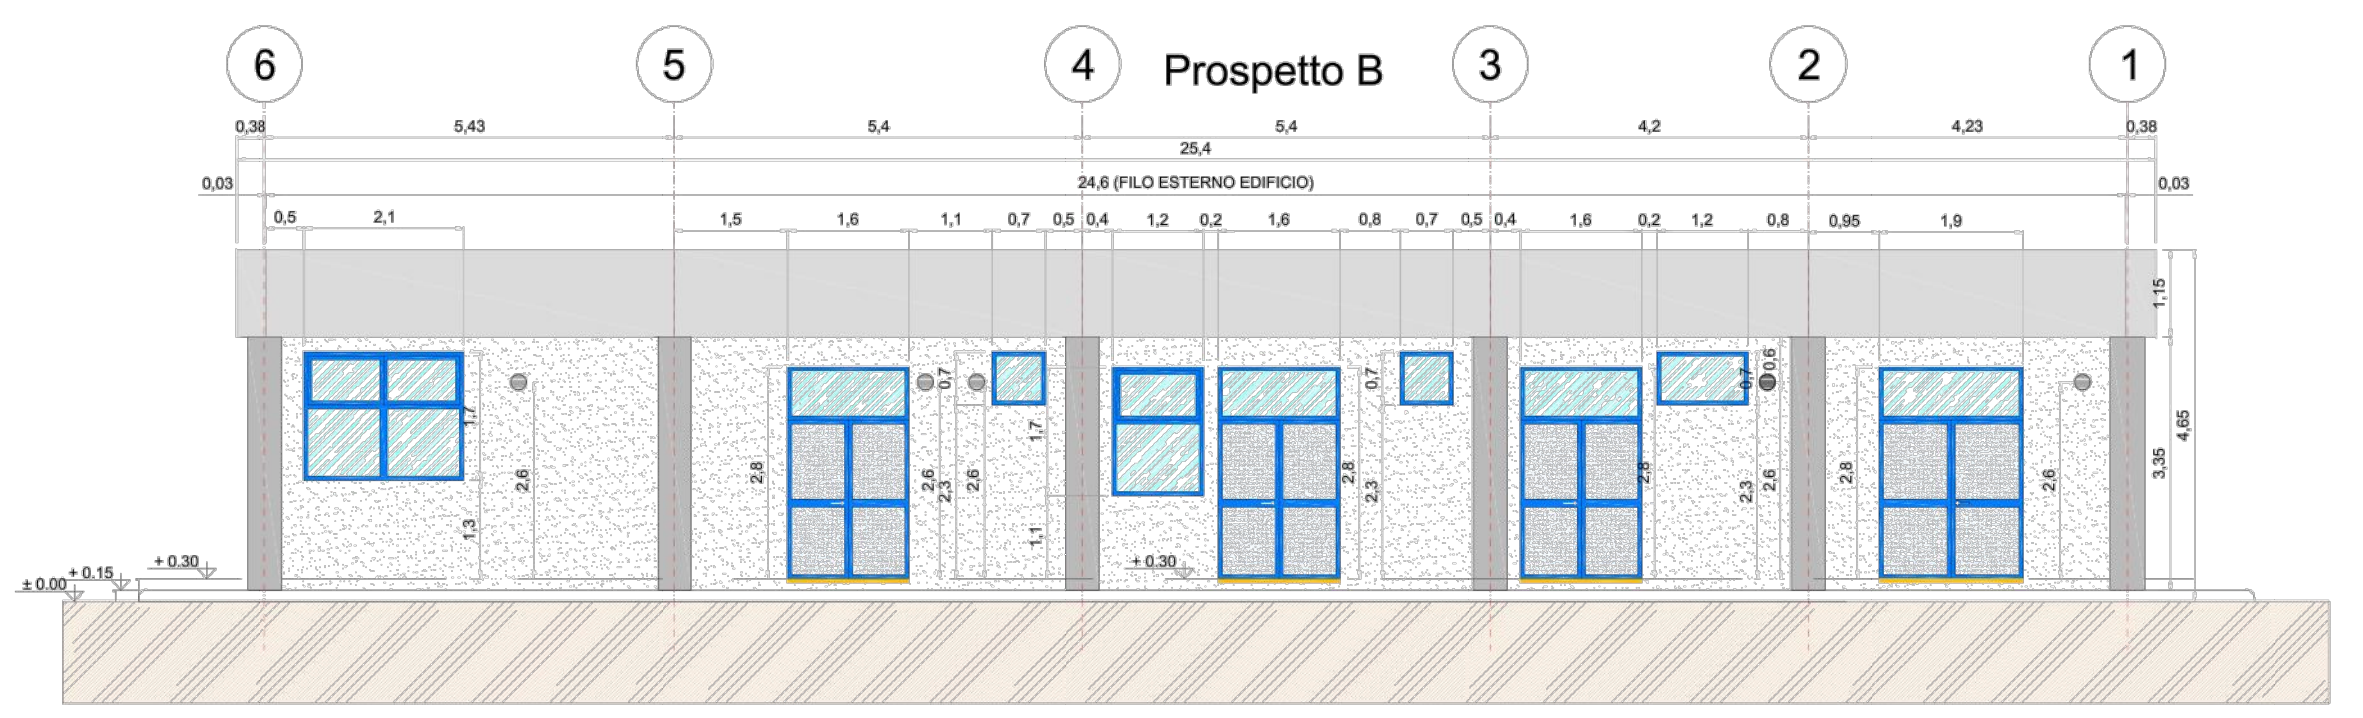 6 5 4 Prospetto B 3 2 1
0,38 5,43 5,4 5,4 4,2 4,23 0,38
25,4
0,03 24,6 (FILO ESTERNO EDIFICIO) 0,03
0,5 2,1 1,5 1,6 1,1 0,7 0,5 0,4 1,2 0,2 1,6 0,8 0,7 0,5 0,4 1,6 0,2 1,2 0,8 0,95 1,9
1,15
0,7 0,7 0,7 0,6
1,7 1,7 4,65
2,6 2,8 2,6 2,3 2,6 2,8 2,3 2,8 2,3 2,6 2,8 2,6 3,35
1,3 1,1
+ 0.30 + 0.30
+ 0.15
± 0.00